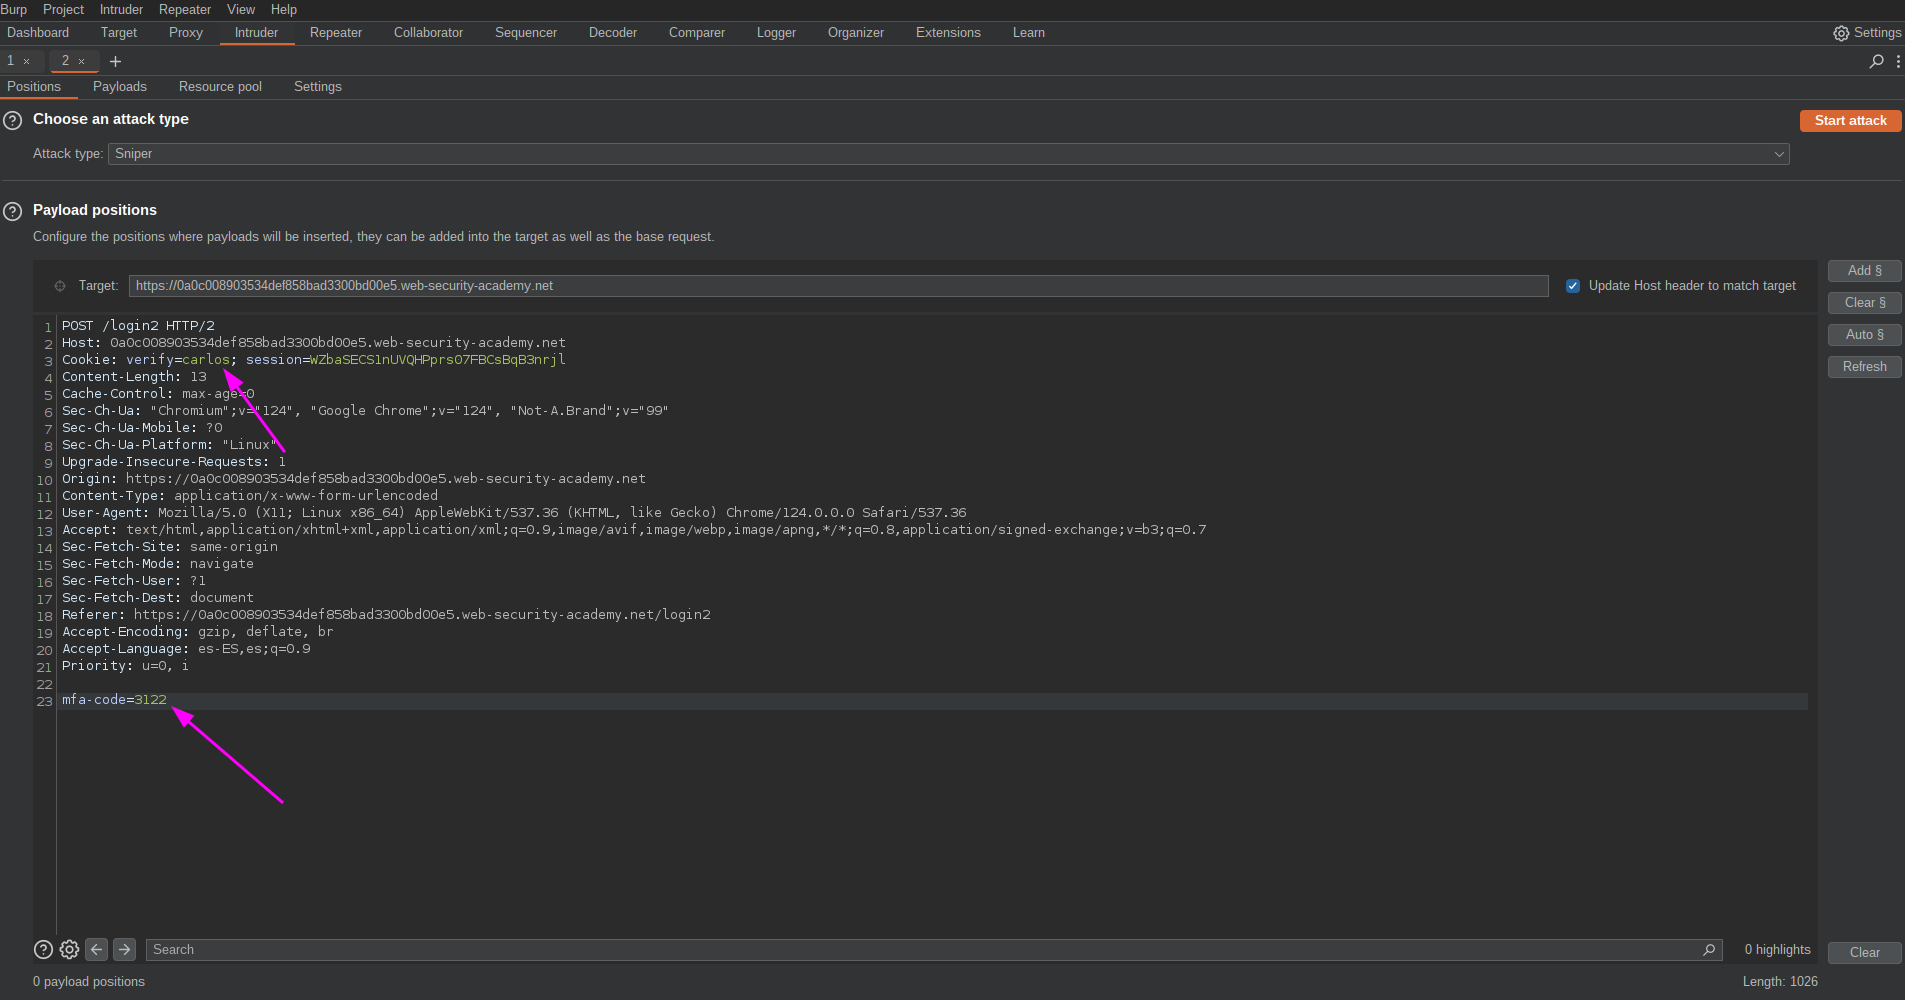 Burp Project Intruder Repeater View Help
Dashboard Target Proxy Intruder Repeater Collaborator Sequencer Decoder Comparer Logger Organizer Extensions Learn Settings
1 × 2 × +
Positions Payloads Resource pool Settings
Choose an attack type
Start attack
Attack type: Sniper
Payload positions
Configure the positions where payloads will be inserted, they can be added into the target as well as the base request.
Target: https://0a0c008903534def858bad3300bd00e5.web-security-academy.net
Update Host header to match target
Add §
Clear §
Auto §
Refresh
1 POST /login2 HTTP/2
2 Host: 0a0c008903534def858bad3300bd00e5.web-security-academy.net
3 Cookie: verify=carlos; session=WZbaSECS1nUVQHPprs07FBCsBqB3nrjl
4 Content-Length: 13
5 Cache-Control: max-age=0
6 Sec-Ch-Ua: "Chromium";v="124", "Google Chrome";v="124", "Not-A.Brand";v="99"
7 Sec-Ch-Ua-Mobile: ?0
8 Sec-Ch-Ua-Platform: "Linux"
9 Upgrade-Insecure-Requests: 1
10 Origin: https://0a0c008903534def858bad3300bd00e5.web-security-academy.net
11 Content-Type: application/x-www-form-urlencoded
12 User-Agent: Mozilla/5.0 (X11; Linux x86_64) AppleWebKit/537.36 (KHTML, like Gecko) Chrome/124.0.0.0 Safari/537.36
13 Accept: text/html,application/xhtml+xml,application/xml;q=0.9,image/avif,image/webp,image/apng,*/*;q=0.8,application/signed-exchange;v=b3;q=0.7
14 Sec-Fetch-Site: same-origin
15 Sec-Fetch-Mode: navigate
16 Sec-Fetch-User: ?1
17 Sec-Fetch-Dest: document
18 Referer: https://0a0c008903534def858bad3300bd00e5.web-security-academy.net/login2
19 Accept-Encoding: gzip, deflate, br
20 Accept-Language: es-ES,es;q=0.9
21 Priority: u=0, i
22
23 mfa-code=3122
Search
0 highlights
Clear
0 payload positions
Length: 1026